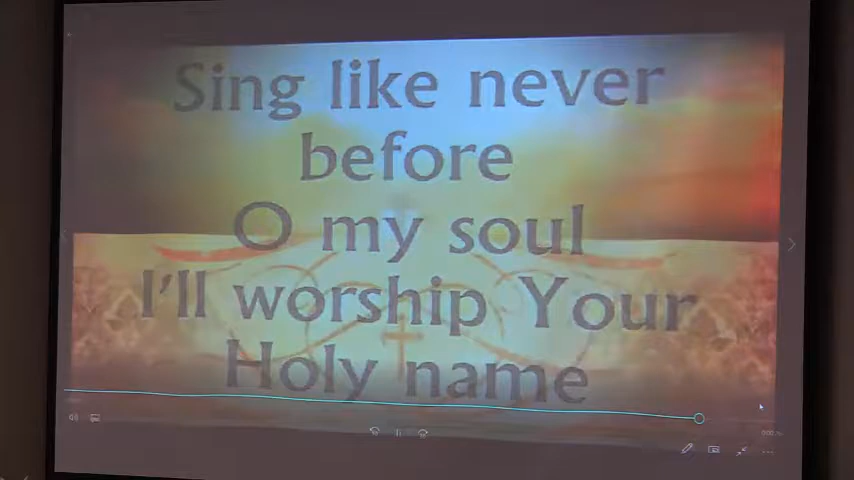 Sing like never
before
O my soul
I'll worship Your
Holy name